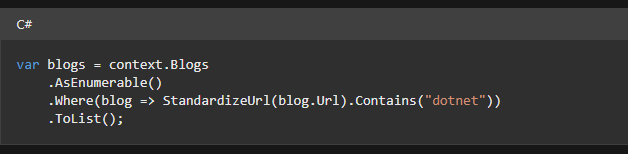 C#
var blogs = context.Blogs
    .AsEnumerable()
    .Where(blog => StandardizeUrl(blog.Url).Contains("dotnet"))
    .ToList();